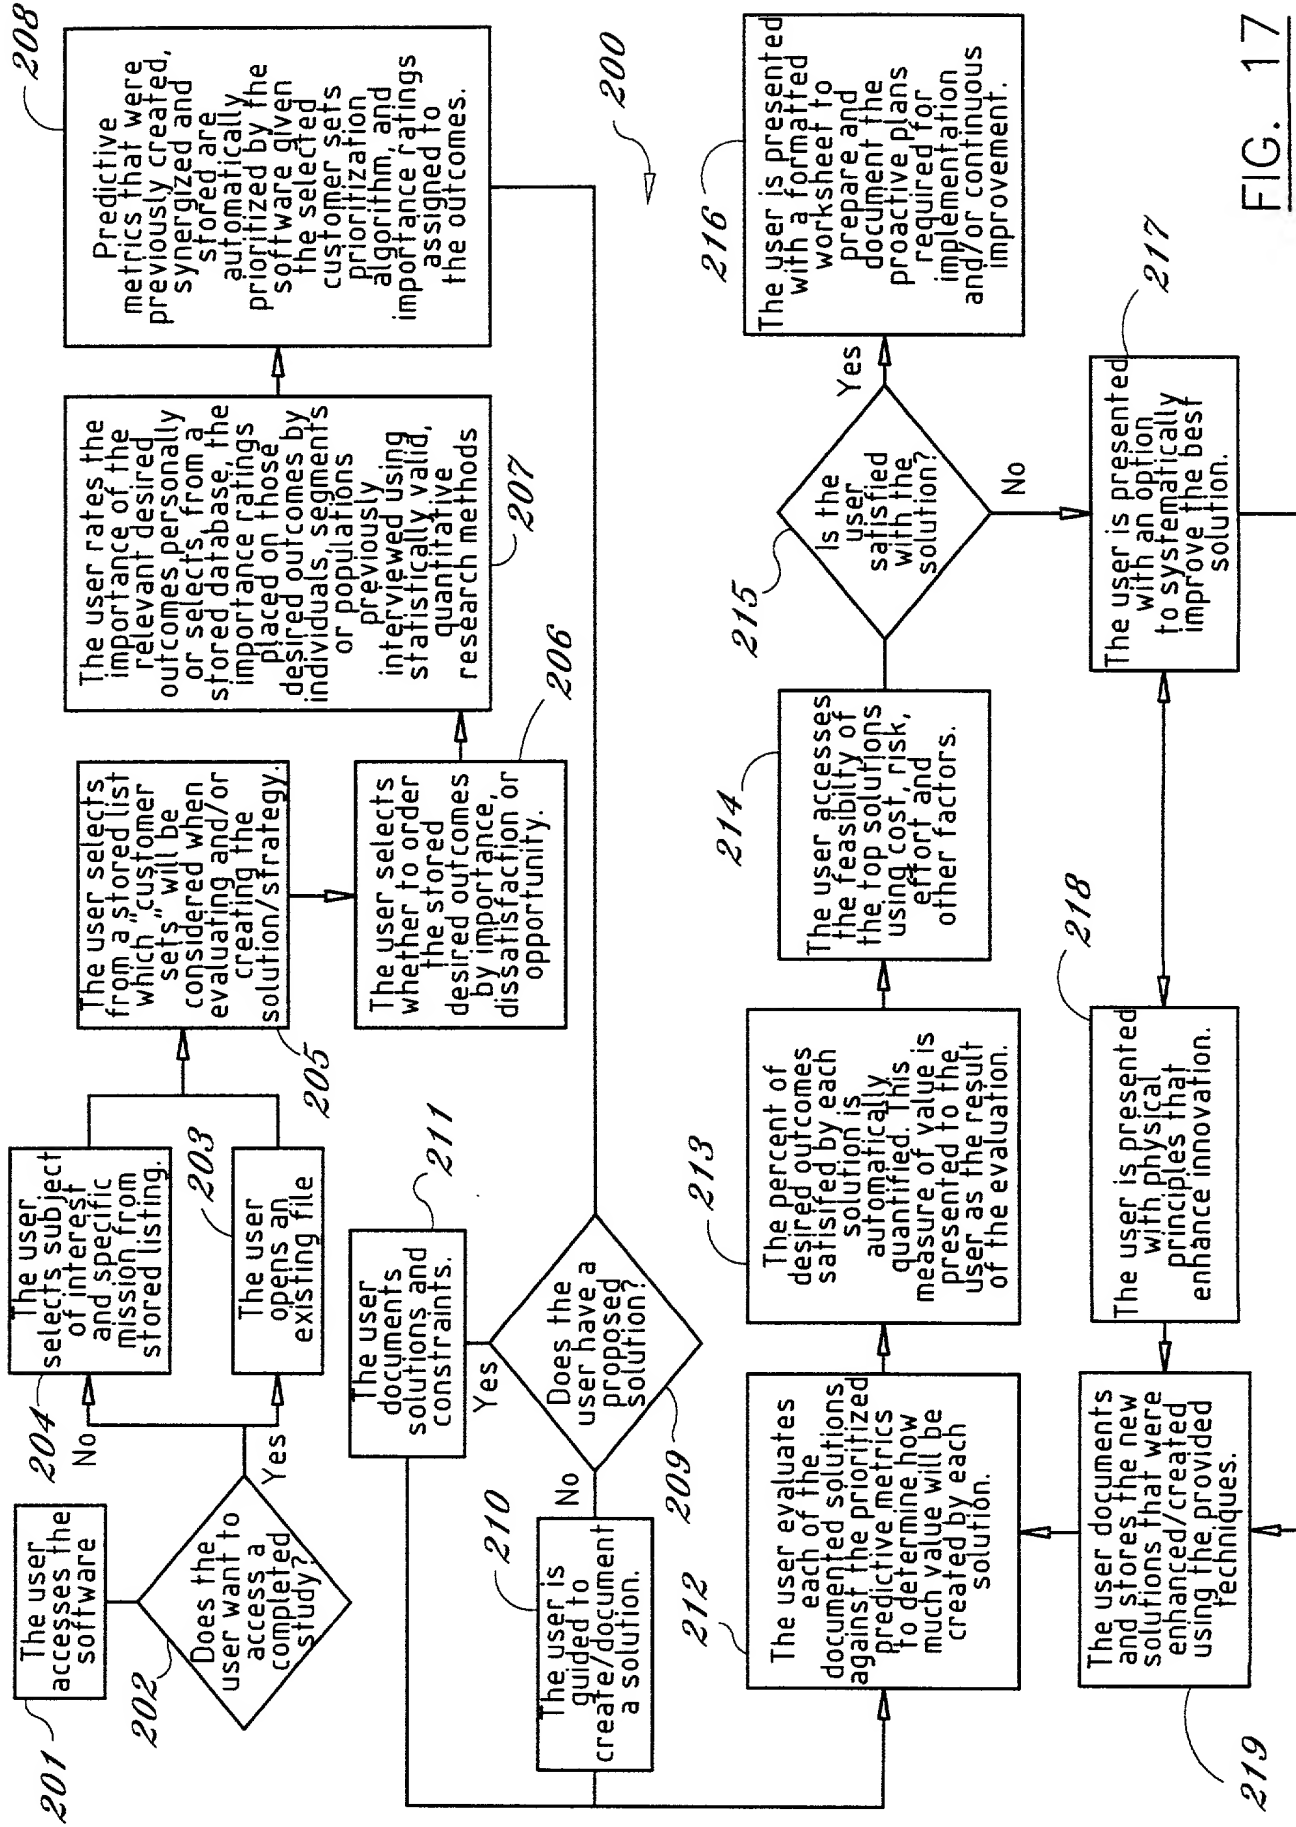 201
The user
accesses the
software
202
Does the
user want to
access a
completed
study?
No
Yes
204
The user
selects subject
of interest
and specific
mission from
stored listing.
203
The user
opens an
existing file
205
The user selects
from a stored list
which "customer
sets" will be
considered when
evaluating and/or
creating the
solution/strategy.
206
The user selects
whether to order
the stored
desired outcomes
by importance,
dissatisfaction or
opportunity.
207
The user rates the
importance of the
relevant desired
outcomes personally
or selects, from a
stored database, the
importance ratings
placed on those
desired outcomes by
individuals, segments
or populations
previously
interviewed using
statistically valid,
quantitative
research methods
208
Predictive
metrics that were
previously created,
synergized and
stored are
automatically
prioritized by the
software given
the selected
customer sets
prioritization
algorithm, and
importance ratings
assigned to
the outcomes.
209
Does the
user have a
proposed
solution?
No
Yes
210
The user is
guided to
create/document
a solution.
211
The user
documents
solutions and
constraints.
200
212
The user evaluates
each of the
documented solutions
against the prioritized
predictive metrics
to determine how
much value will be
created by each
solution.
213
The percent of
desired outcomes
satisifed by each
solution is
automatically
quantified. This
measure of value is
presented to the
user as the result
of the evaluation.
214
The user accesses
the feasibilty of
the top solutions
using cost, risk,
effort and
other factors.
215
Is the
user
satisfied
with the
solution?
Yes
No
216
The user is presented
with a formatted
worksheet to
prepare and
document the
proactive plans
required for
implementation
and/or continuous
improvement.
217
The user is presented
with an option
to systematically
improve the best
solution.
218
The user is presented
with physical
principles that
enhance innovation.
219
The user documents
and stores the new
solutions that were
enhanced/created
using the provided
techniques.
FIG. 17